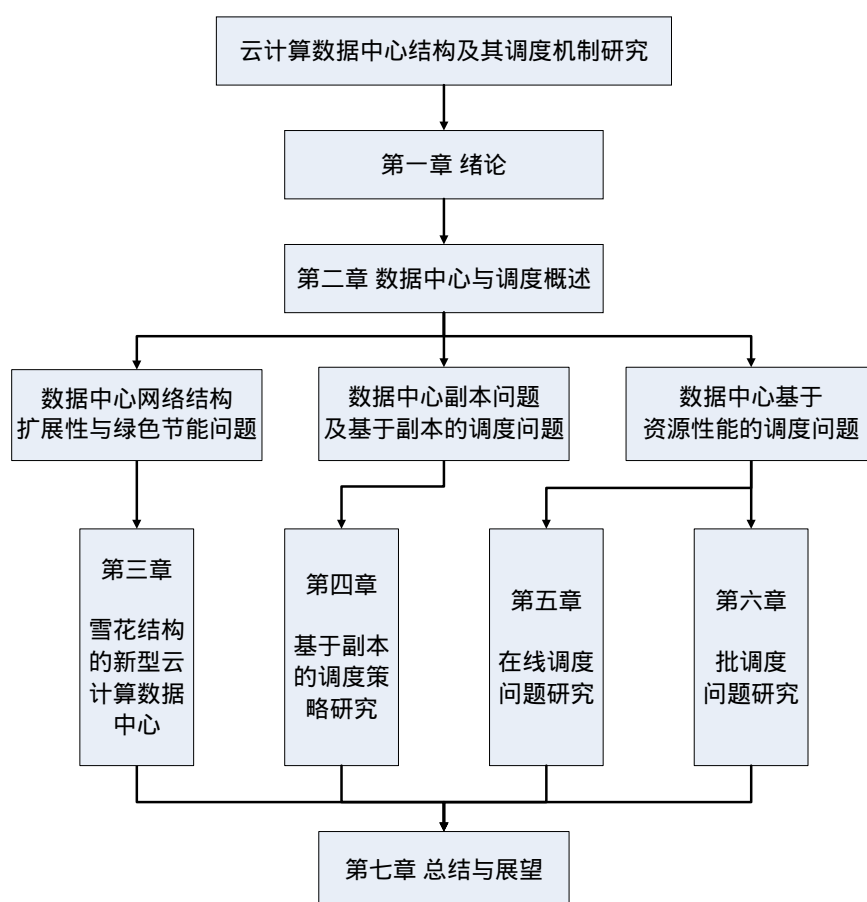 云计算数据中心结构及其调度机制研究
第一章 绪论
第二章 数据中心与调度概述
数据中心网络结构
扩展性与绿色节能问题
数据中心副本问题
及基于副本的调度问题
数据中心基于
资源性能的调度问题
第三章
雪花结构
的新型云
计算数据
中心
第四章
基于副本
的调度策
略研究
第五章
在线调度
问题研究
第六章
批调度
问题研究
第七章 总结与展望